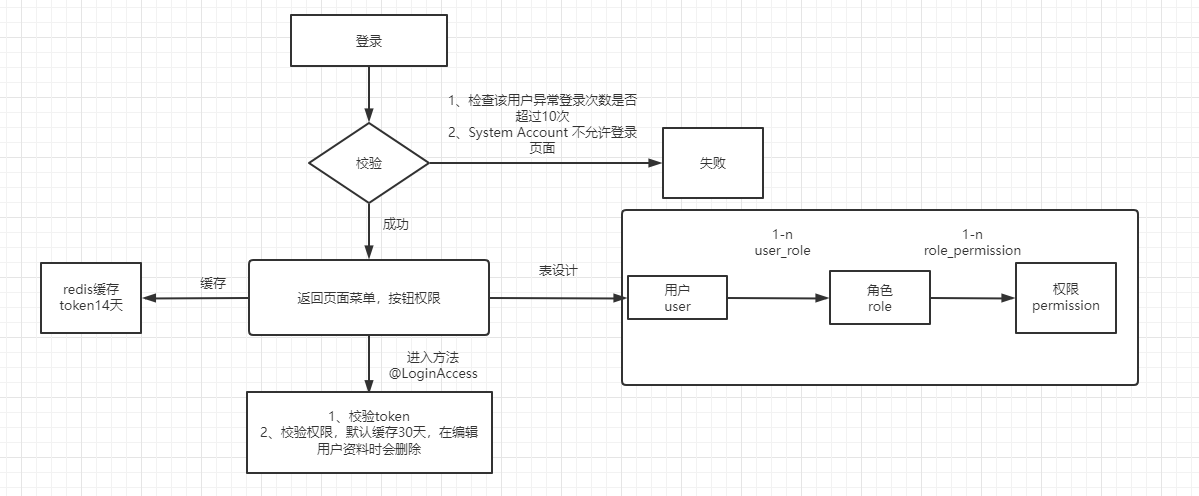 登录
1、检查该用户异常登录次数是否
超过10次
2、System Account 不允许登录
页面
校验
失败
成功
1-n
user_role
1-n
role_permission
缓存
表设计
redis缓存
token14天
返回页面菜单，按钮权限
用户
user
角色
role
权限
permission
进入方法
@LoginAccess
1、校验token
2、校验权限，默认缓存30天，在编辑
用户资料时会删除